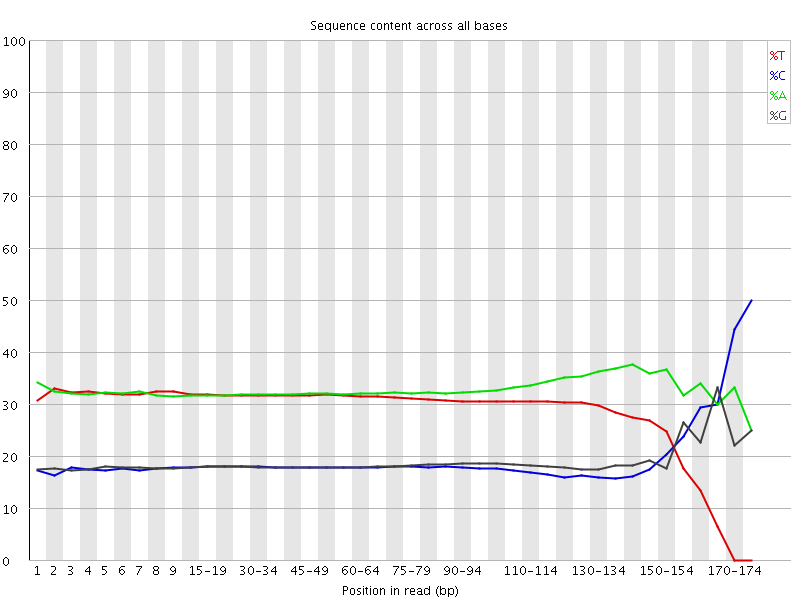 Sequence content across all bases
100
90
80
70
60
50
40
30
20
10
0
%T
%C
%A
%G
1 2 3 4 5 6 7 8 9 15-19 30-34 45-49 60-64 75-79 90-94 110-114 130-134 150-154 170-174
Position in read (bp)